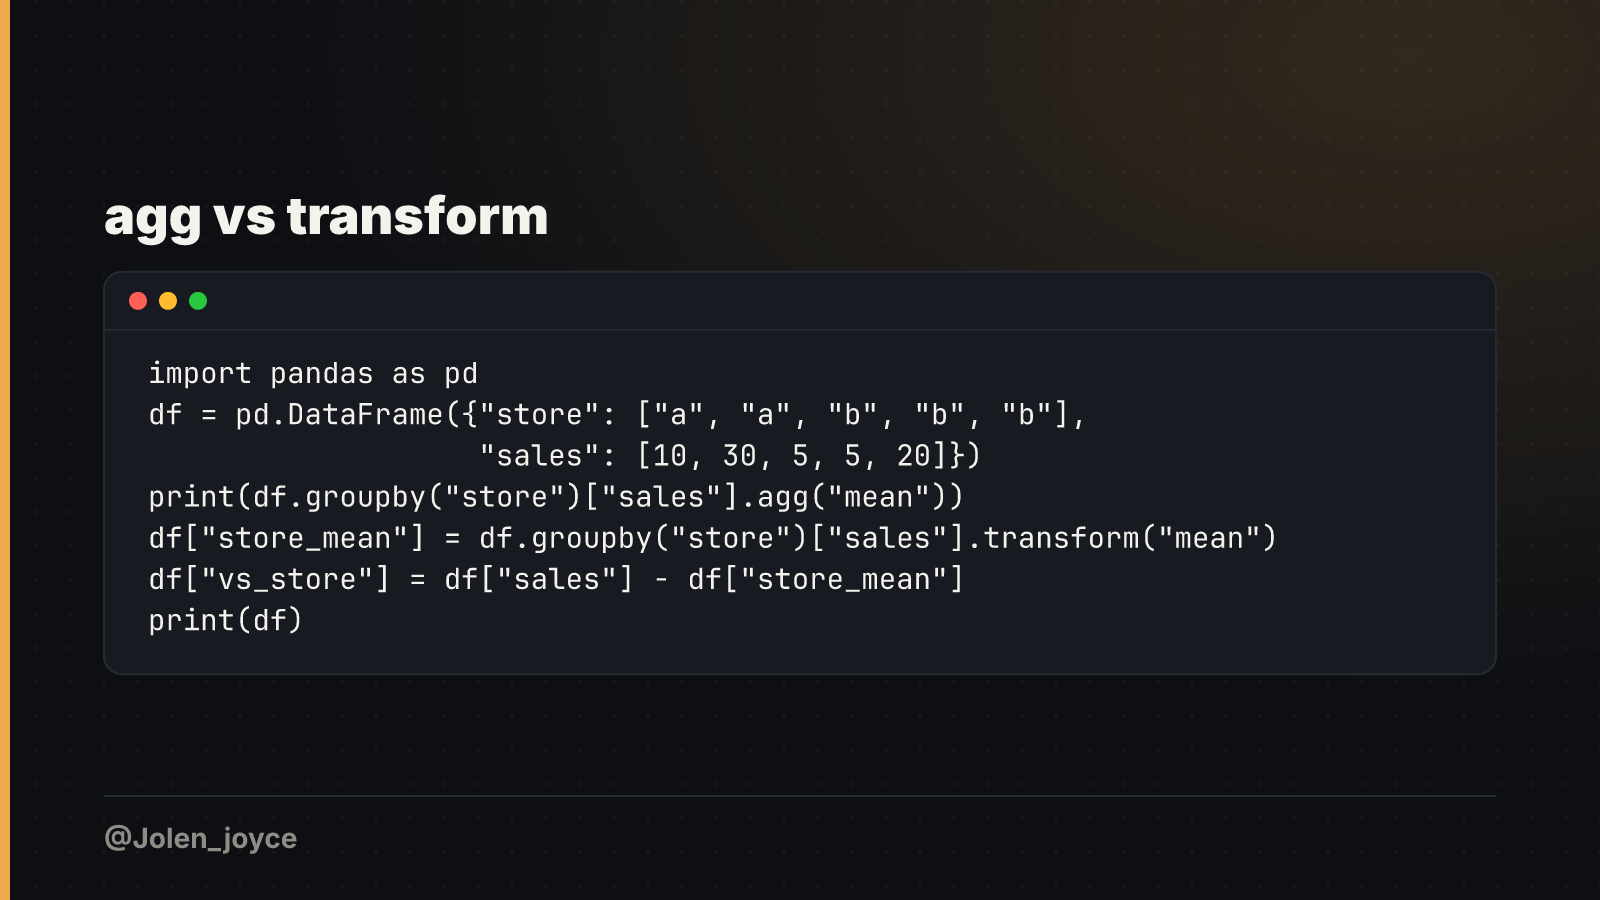 agg vs transform
import pandas as pd
df = pd.DataFrame({"store": ["a", "a", "b", "b", "b"],
                   "sales": [10, 30, 5, 5, 20]})
print(df.groupby("store")["sales"].agg("mean"))
df["store_mean"] = df.groupby("store")["sales"].transform("mean")
df["vs_store"] = df["sales"] - df["store_mean"]
print(df)
@Jolen_joyce